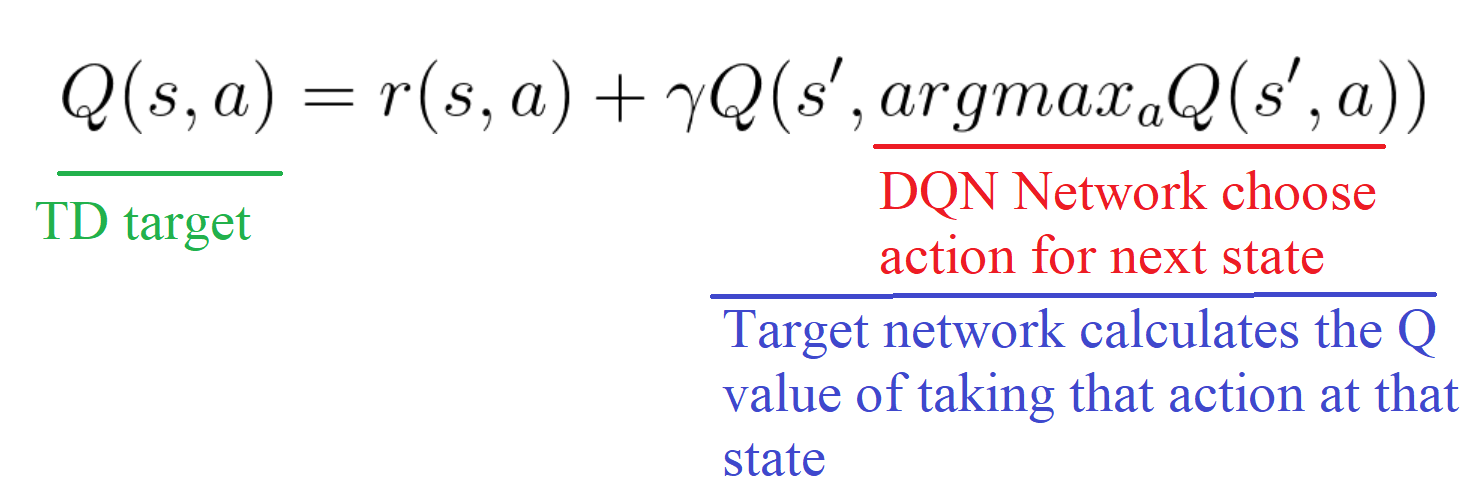 Q(s, a) = r(s, a) + γQ(s′, argmaxₐQ(s′, a))
TD target
DQN Network choose
action for next state
Target network calculates the Q
value of taking that action at that
state